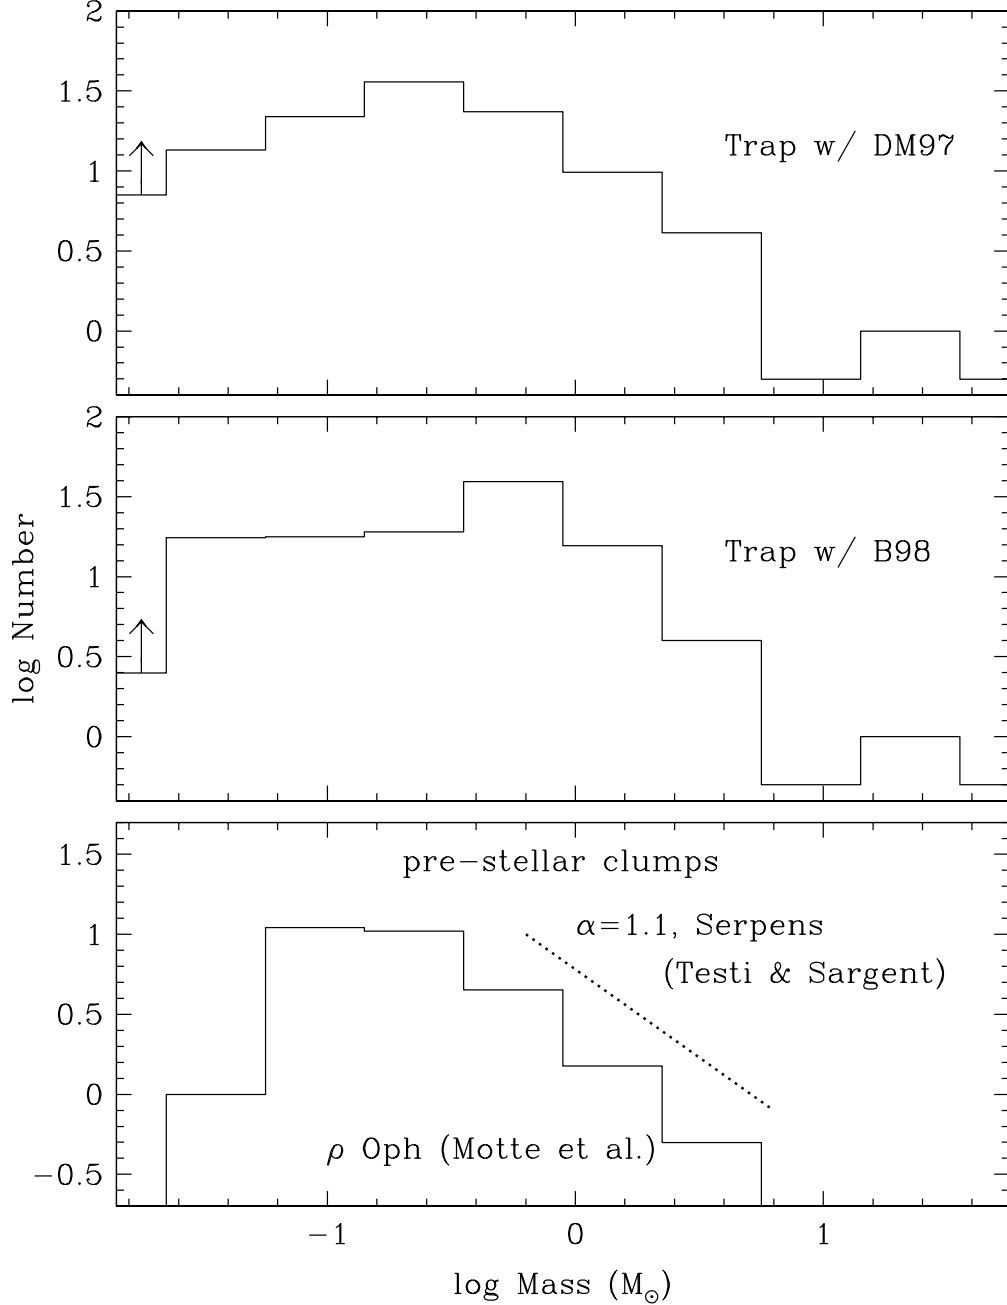 2
1.5
1
0.5
0
Trap w/ DM97
2
1.5
1
0.5
0
Trap w/ B98
log Number
1.5
1
0.5
0
−0.5
pre−stellar clumps
α=1.1, Serpens
(Testi & Sargent)
ρ Oph (Motte et al.)
−1 0 1
log Mass (M⊙)